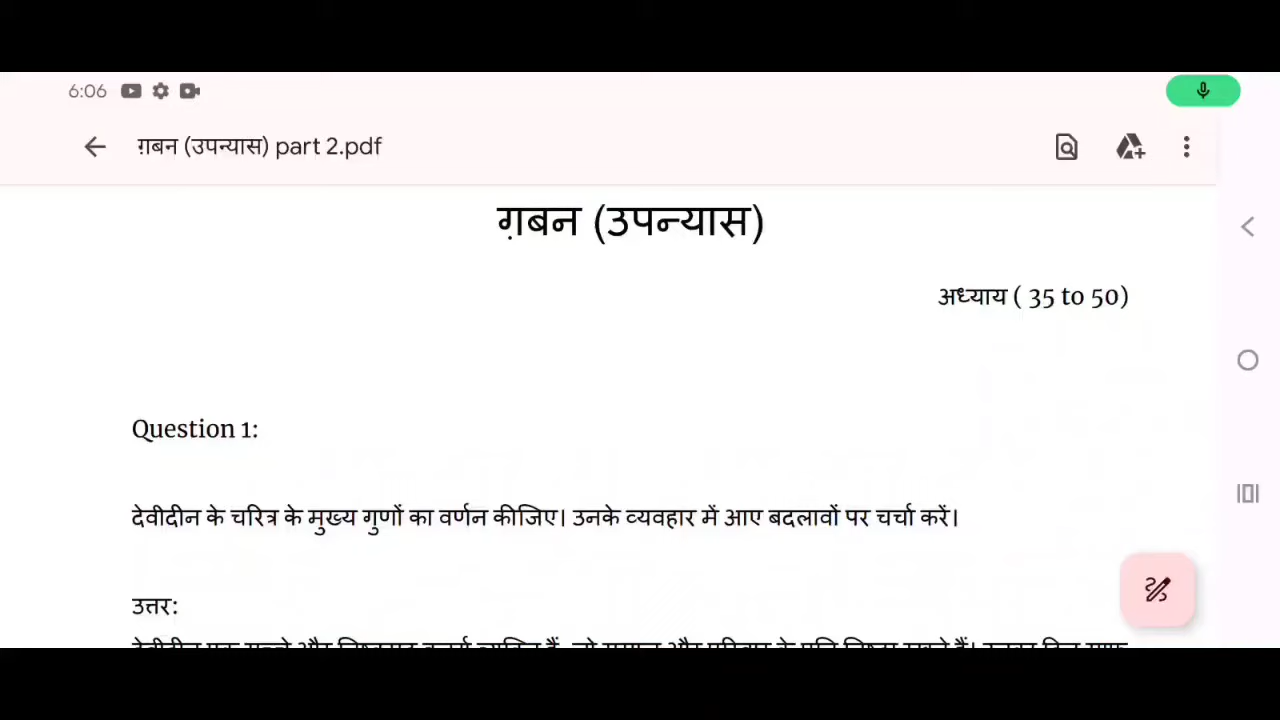 6:06
ग़बन (उपन्यास) part 2.pdf
ग़बन (उपन्यास)
अध्याय ( 35 to 50)
Question 1:
देवीदीन के चरित्र के मुख्य गुणों का वर्णन कीजिए। उनके व्यवहार में आए बदलावों पर चर्चा करें।
उत्तर: